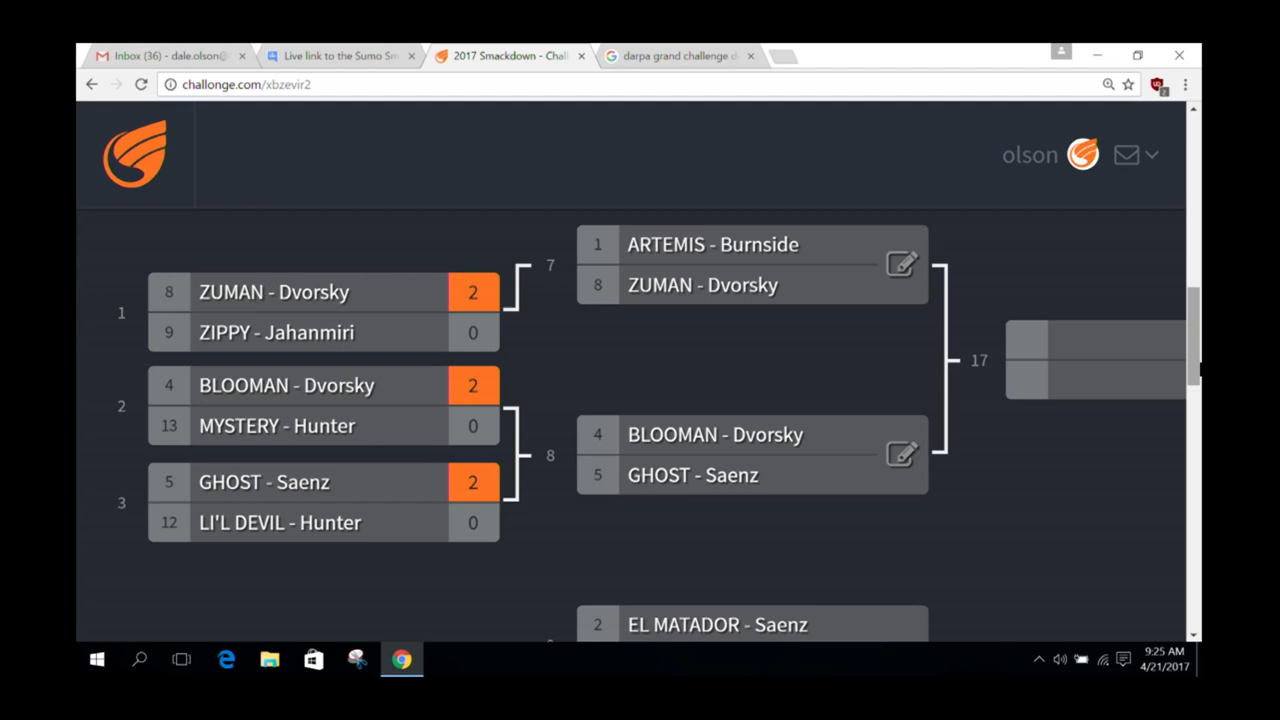 Inbox (36) - dale.olson@
Live link to the Sumo Sm
2017 Smackdown - Chall
darpa grand challenge d
challonge.com/xbzevir2
olson
1
8 ZUMAN - Dvorsky 2
9 ZIPPY - Jahanmiri 0
2
4 BLOOMAN - Dvorsky 2
13 MYSTERY - Hunter 0
3
5 GHOST - Saenz 2
12 LI'L DEVIL - Hunter 0
7
1 ARTEMIS - Burnside
8 ZUMAN - Dvorsky
8
4 BLOOMAN - Dvorsky
5 GHOST - Saenz
2 EL MATADOR - Saenz
17
9:25 AM
4/21/2017